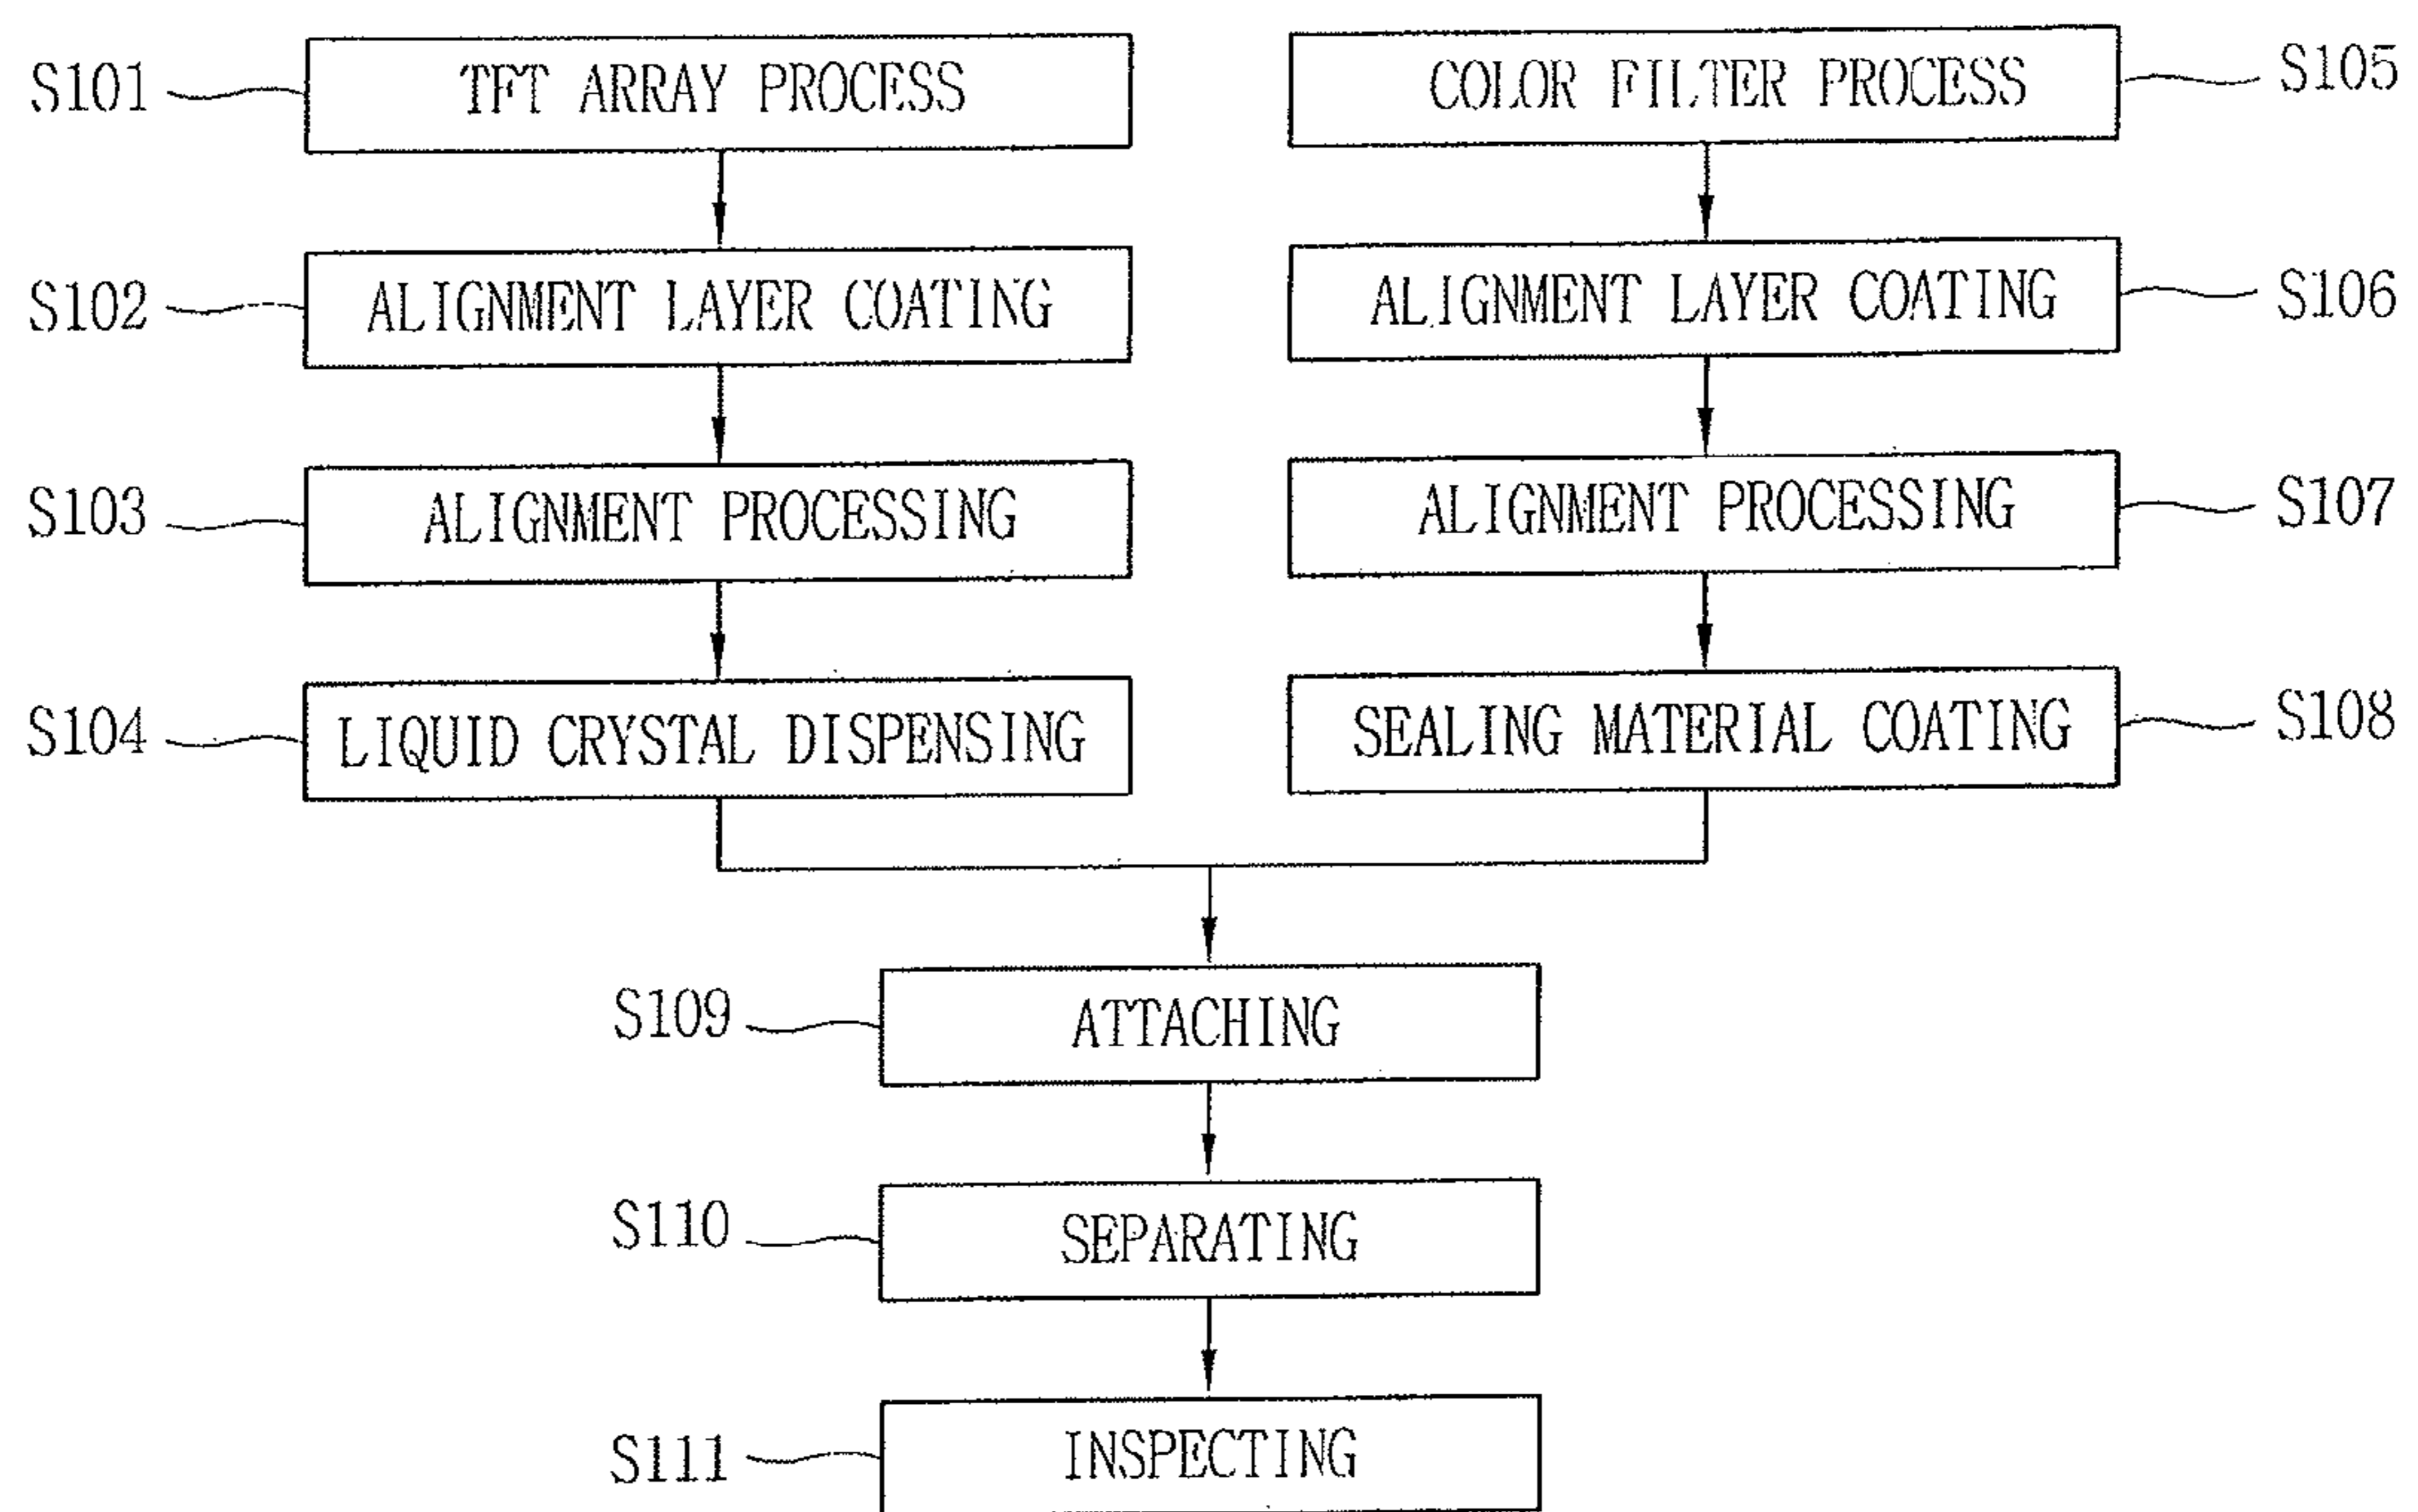 S101 TFT ARRAY PROCESS COLOR FILTER PROCESS S105
S102 ALIGNMENT LAYER COATING ALIGNMENT LAYER COATING S106
S103 ALIGNMENT PROCESSING ALIGNMENT PROCESSING S107
S104 LIQUID CRYSTAL DISPENSING SEALING MATERIAL COATING S108
S109 ATTACHING
S110 SEPARATING
S111 INSPECTING